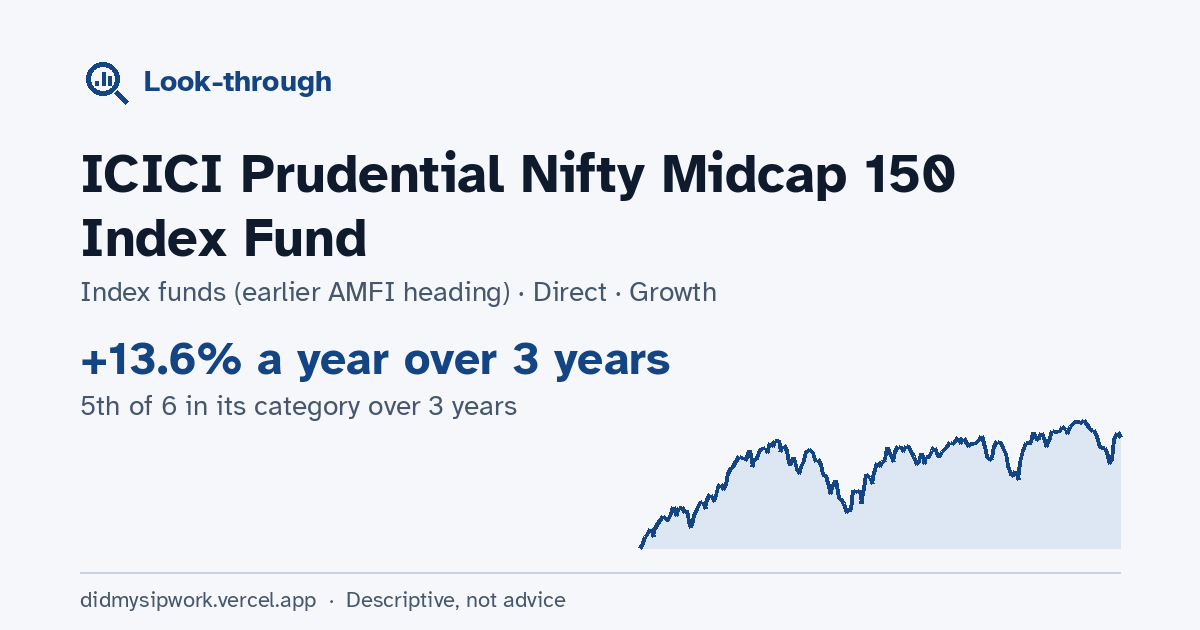 Look-through
ICICI Prudential Nifty Midcap 150
Index Fund
Index funds (earlier AMFI heading) · Direct · Growth
+13.6% a year over 3 years
5th of 6 in its category over 3 years
didmysipwork.vercel.app · Descriptive, not advice